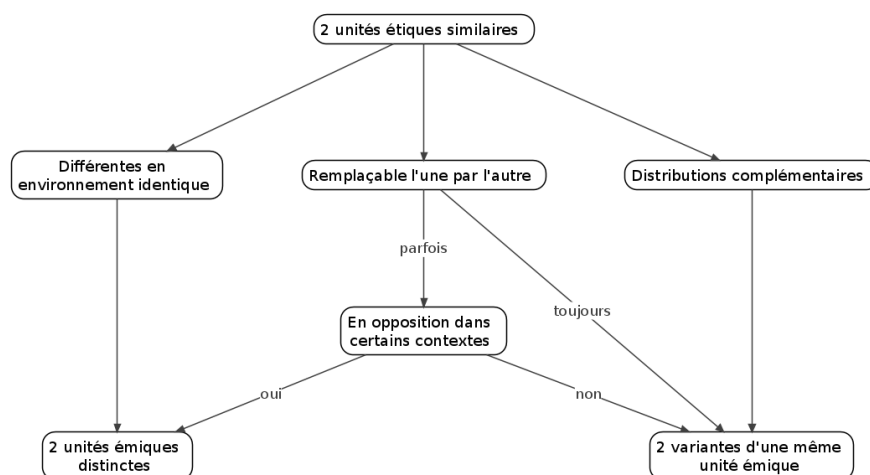 2 unités étiques similaires
Différentes en
environnement identique
Remplaçable l'une par l'autre
Distributions complémentaires
parfois
toujours
En opposition dans
certains contextes
oui
non
2 unités émiques
distinctes
2 variantes d'une même
unité émique